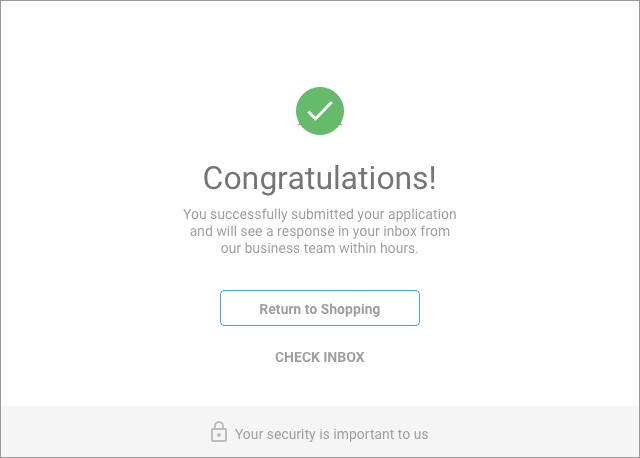 Congratulations!
You successfully submitted your application
and will see a response in your inbox from
our business team within hours.
Return to Shopping
CHECK INBOX
Your security is important to us